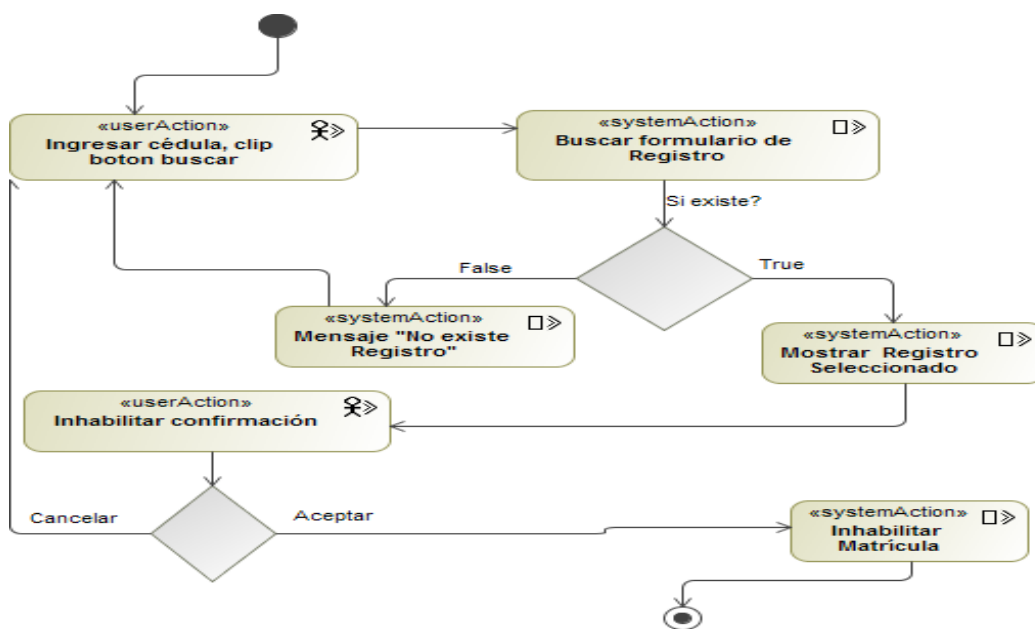 «userAction»
Ingresar cédula, clip
boton buscar
«systemAction»
Buscar formulario de
Registro
Si existe?
False
True
«systemAction»
Mensaje "No existe
Registro"
«systemAction»
Mostrar Registro
Seleccionado
«userAction»
Inhabilitar confirmación
Cancelar
Aceptar
«systemAction»
Inhabilitar
Matrícula